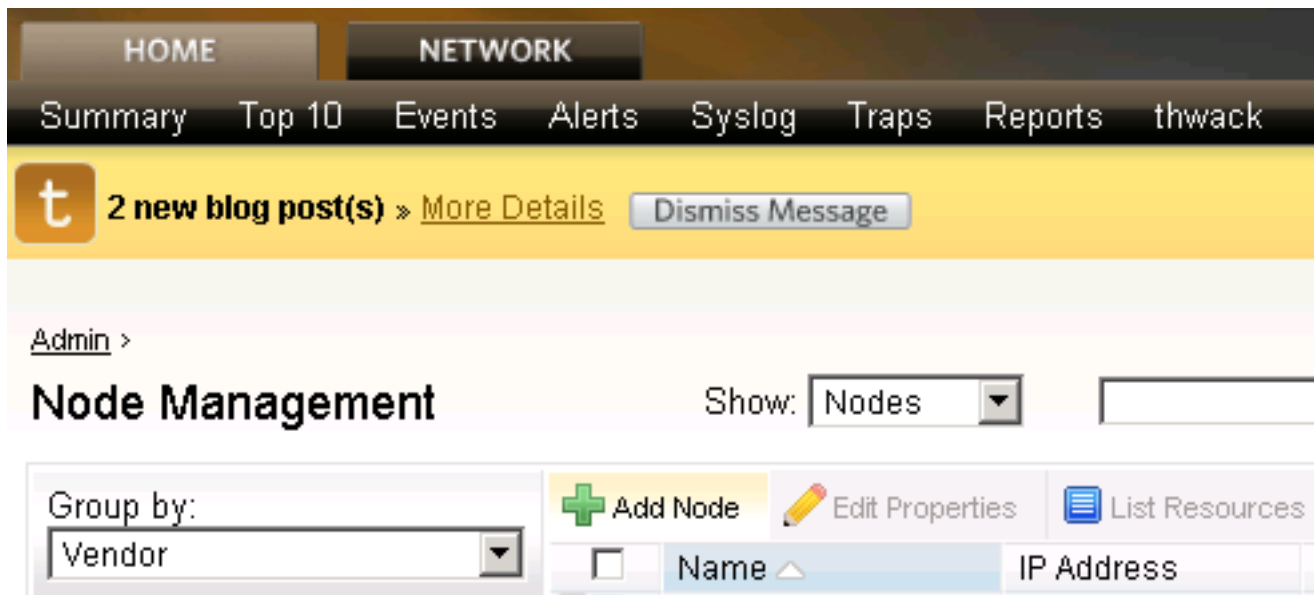 HOME NETWORK
Summary Top 10 Events Alerts Syslog Traps Reports thwack
t 2 new blog post(s) » More Details Dismiss Message
Admin >
Node Management Show: Nodes
Group by: Add Node Edit Properties List Resources
Vendor Name IP Address